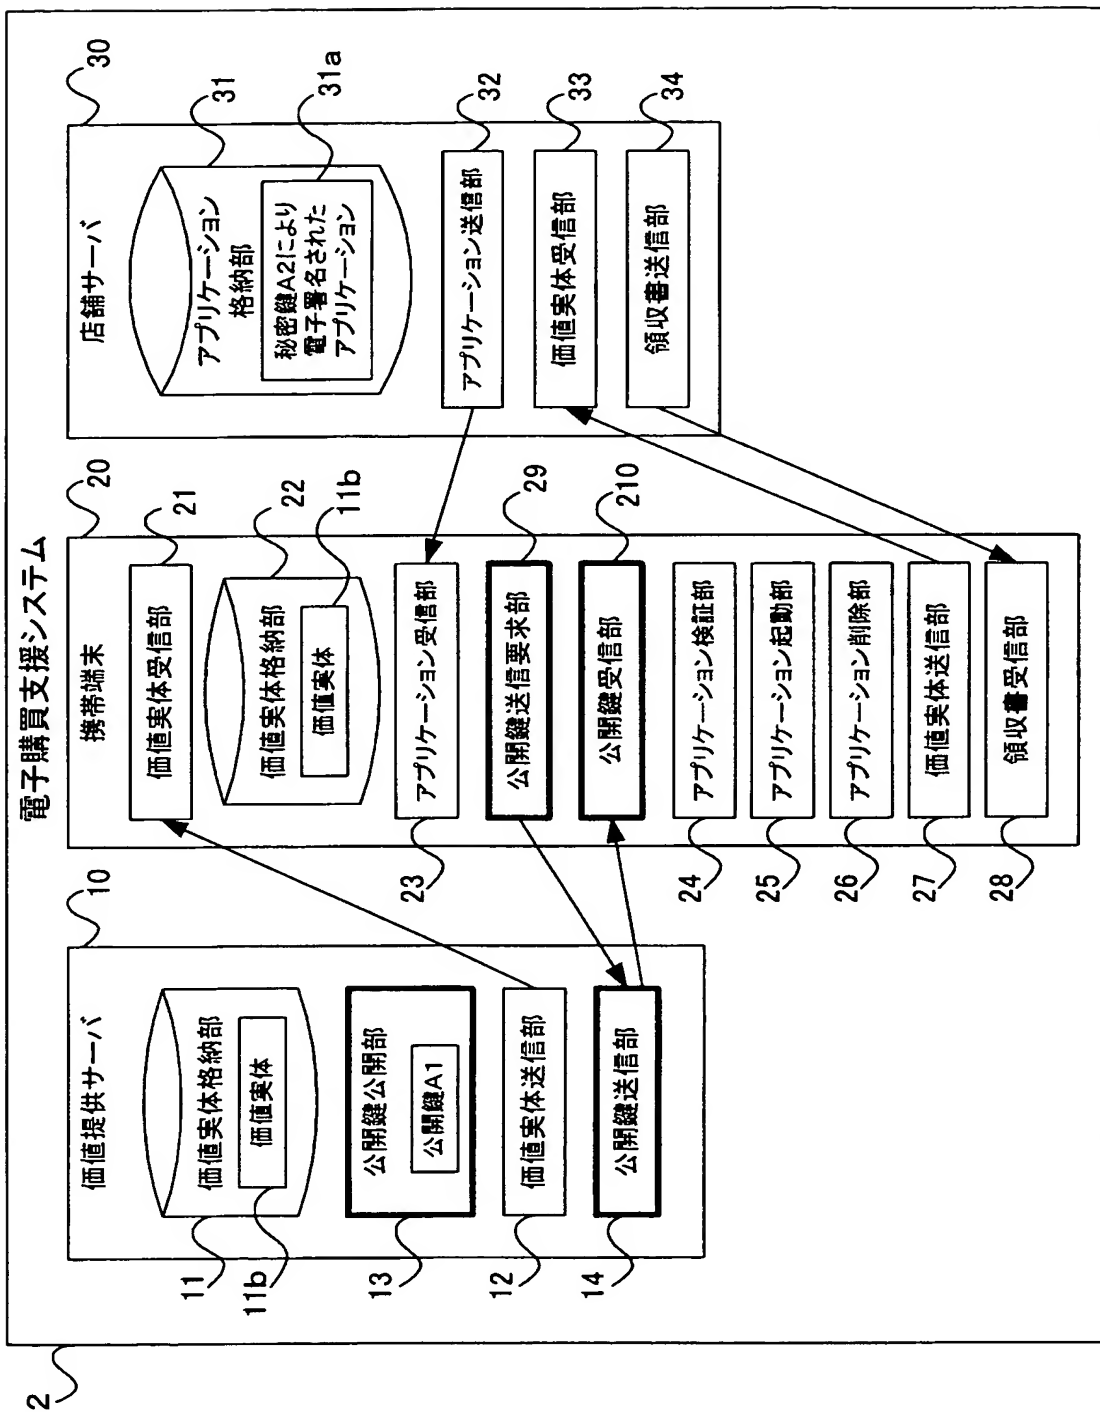 2
電子購買支援システム
10
価値提供サーバ
11
価値実体格納部
11b
価値実体
13
公開鍵公開部
公開鍵A1
12
価値実体送信部
14
公開鍵送信部
20
携帯端末
21
価値実体受信部
22
価値実体格納部
11b
価値実体
23
アプリケーション受信部
29
公開鍵送信要求部
210
公開鍵受信部
24
アプリケーション検証部
25
アプリケーション起動部
26
アプリケーション削除部
27
価値実体送信部
28
領収書受信部
30
店舗サーバ
31
アプリケーション
格納部
31a
秘密鍵A2により
電子署名された
アプリケーション
32
アプリケーション送信部
33
価値実体受信部
34
領収書送信部